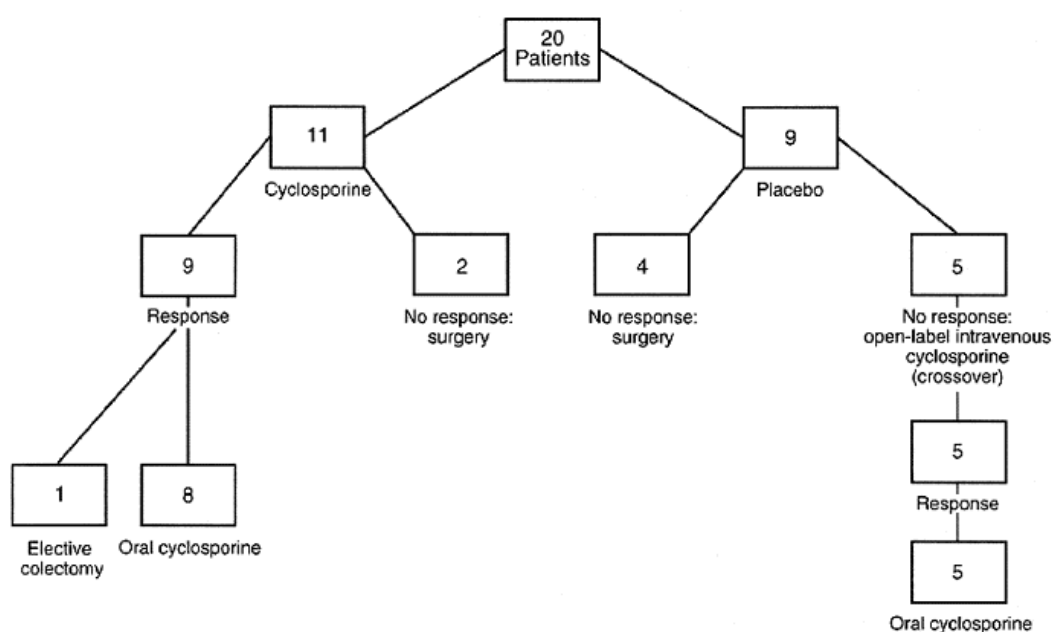 20
Patients
11
9
Cyclosporine
Placebo
9
2
4
5
Response
No response:
surgery
No response:
surgery
No response:
open-label intravenous
cyclosporine
(crossover)
5
Response
1
8
Elective
colectomy
Oral cyclosporine
5
Oral cyclosporine